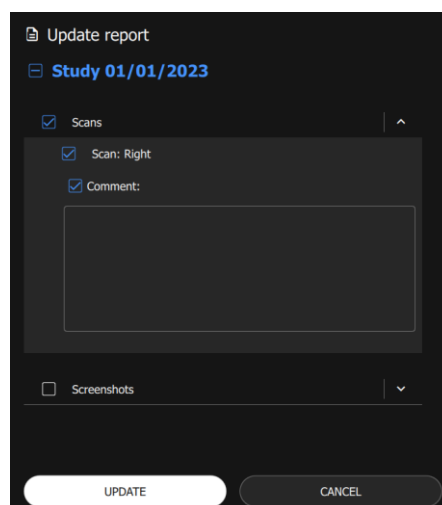 Update report
Study 01/01/2023
Scans
Scan: Right
Comment:
Screenshots
UPDATE CANCEL